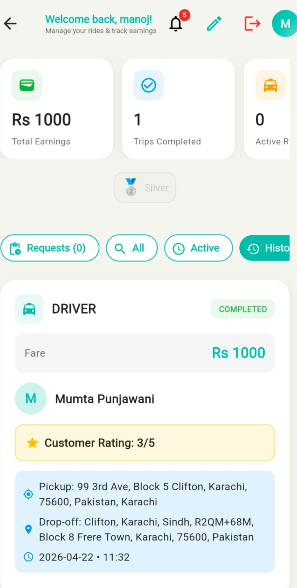 Welcome back, manoj!
Manage your rides & track earnings
5
M
Rs 1000
Total Earnings
1
Trips Completed
0
Active R
2
Silver
Requests (0)
All
Active
Histo
DRIVER
COMPLETED
Fare
Rs 1000
M
Mumta Punjawani
Customer Rating: 3/5
Pickup: 99 3rd Ave, Block 5 Clifton, Karachi,
75600, Pakistan, Karachi
Drop-off: Clifton, Karachi, Sindh, R2QM+68M,
Block 8 Frere Town, Karachi, 75600, Pakistan
2026-04-22 • 11:32